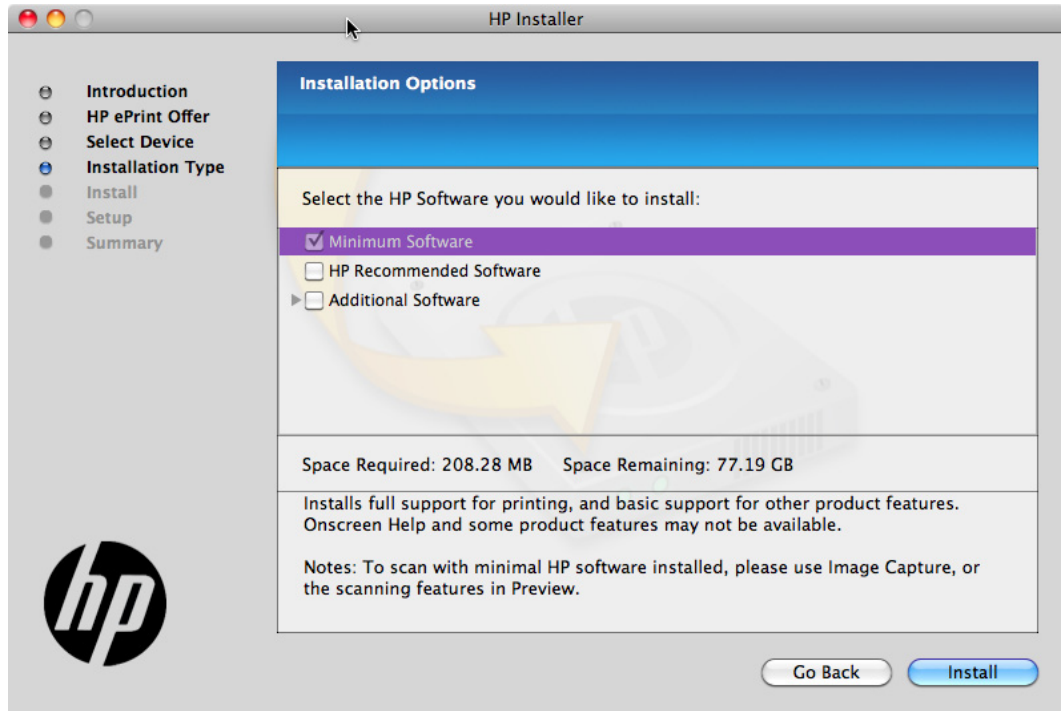 HP Installer
Introduction
HP ePrint Offer
Select Device
Installation Type
Install
Setup
Summary
Installation Options
Select the HP Software you would like to install:
Minimum Software
HP Recommended Software
Additional Software
Space Required: 208.28 MB Space Remaining: 77.19 GB
Installs full support for printing, and basic support for other product features.
Onscreen Help and some product features may not be available.
Notes: To scan with minimal HP software installed, please use Image Capture, or
the scanning features in Preview.
hp
Go Back
Install